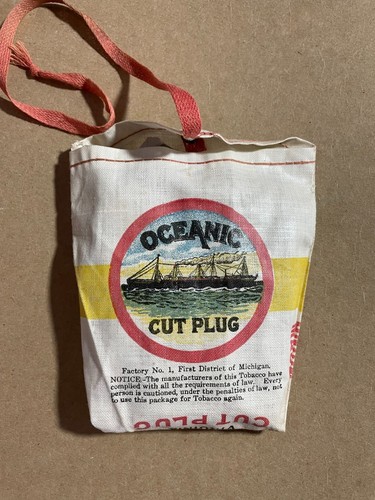 OCEANIC
CUT PLUG
Factory No. 1, First District of Michigan.
NOTICE:-The manufacturers of this Tobacco have
complied with all the requirements of law. Every
person is cautioned, under the penalties of law, not
to use this package for Tobacco again.
CUT PLUG